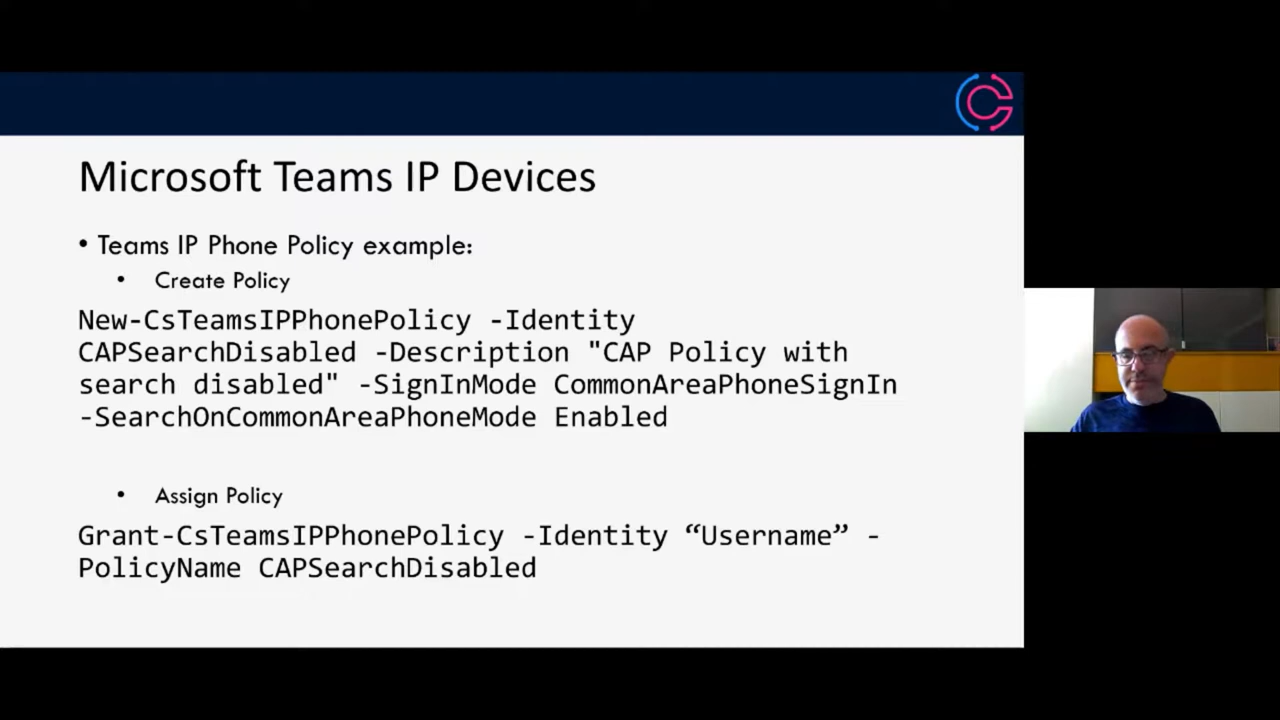 Microsoft Teams IP Devices
• Teams IP Phone Policy example:
• Create Policy
New-CsTeamsIPPhonePolicy -Identity
CAPSearchDisabled -Description "CAP Policy with
search disabled" -SignInMode CommonAreaPhoneSignIn
-SearchOnCommonAreaPhoneMode Enabled
• Assign Policy
Grant-CsTeamsIPPhonePolicy -Identity “Username” -
PolicyName CAPSearchDisabled